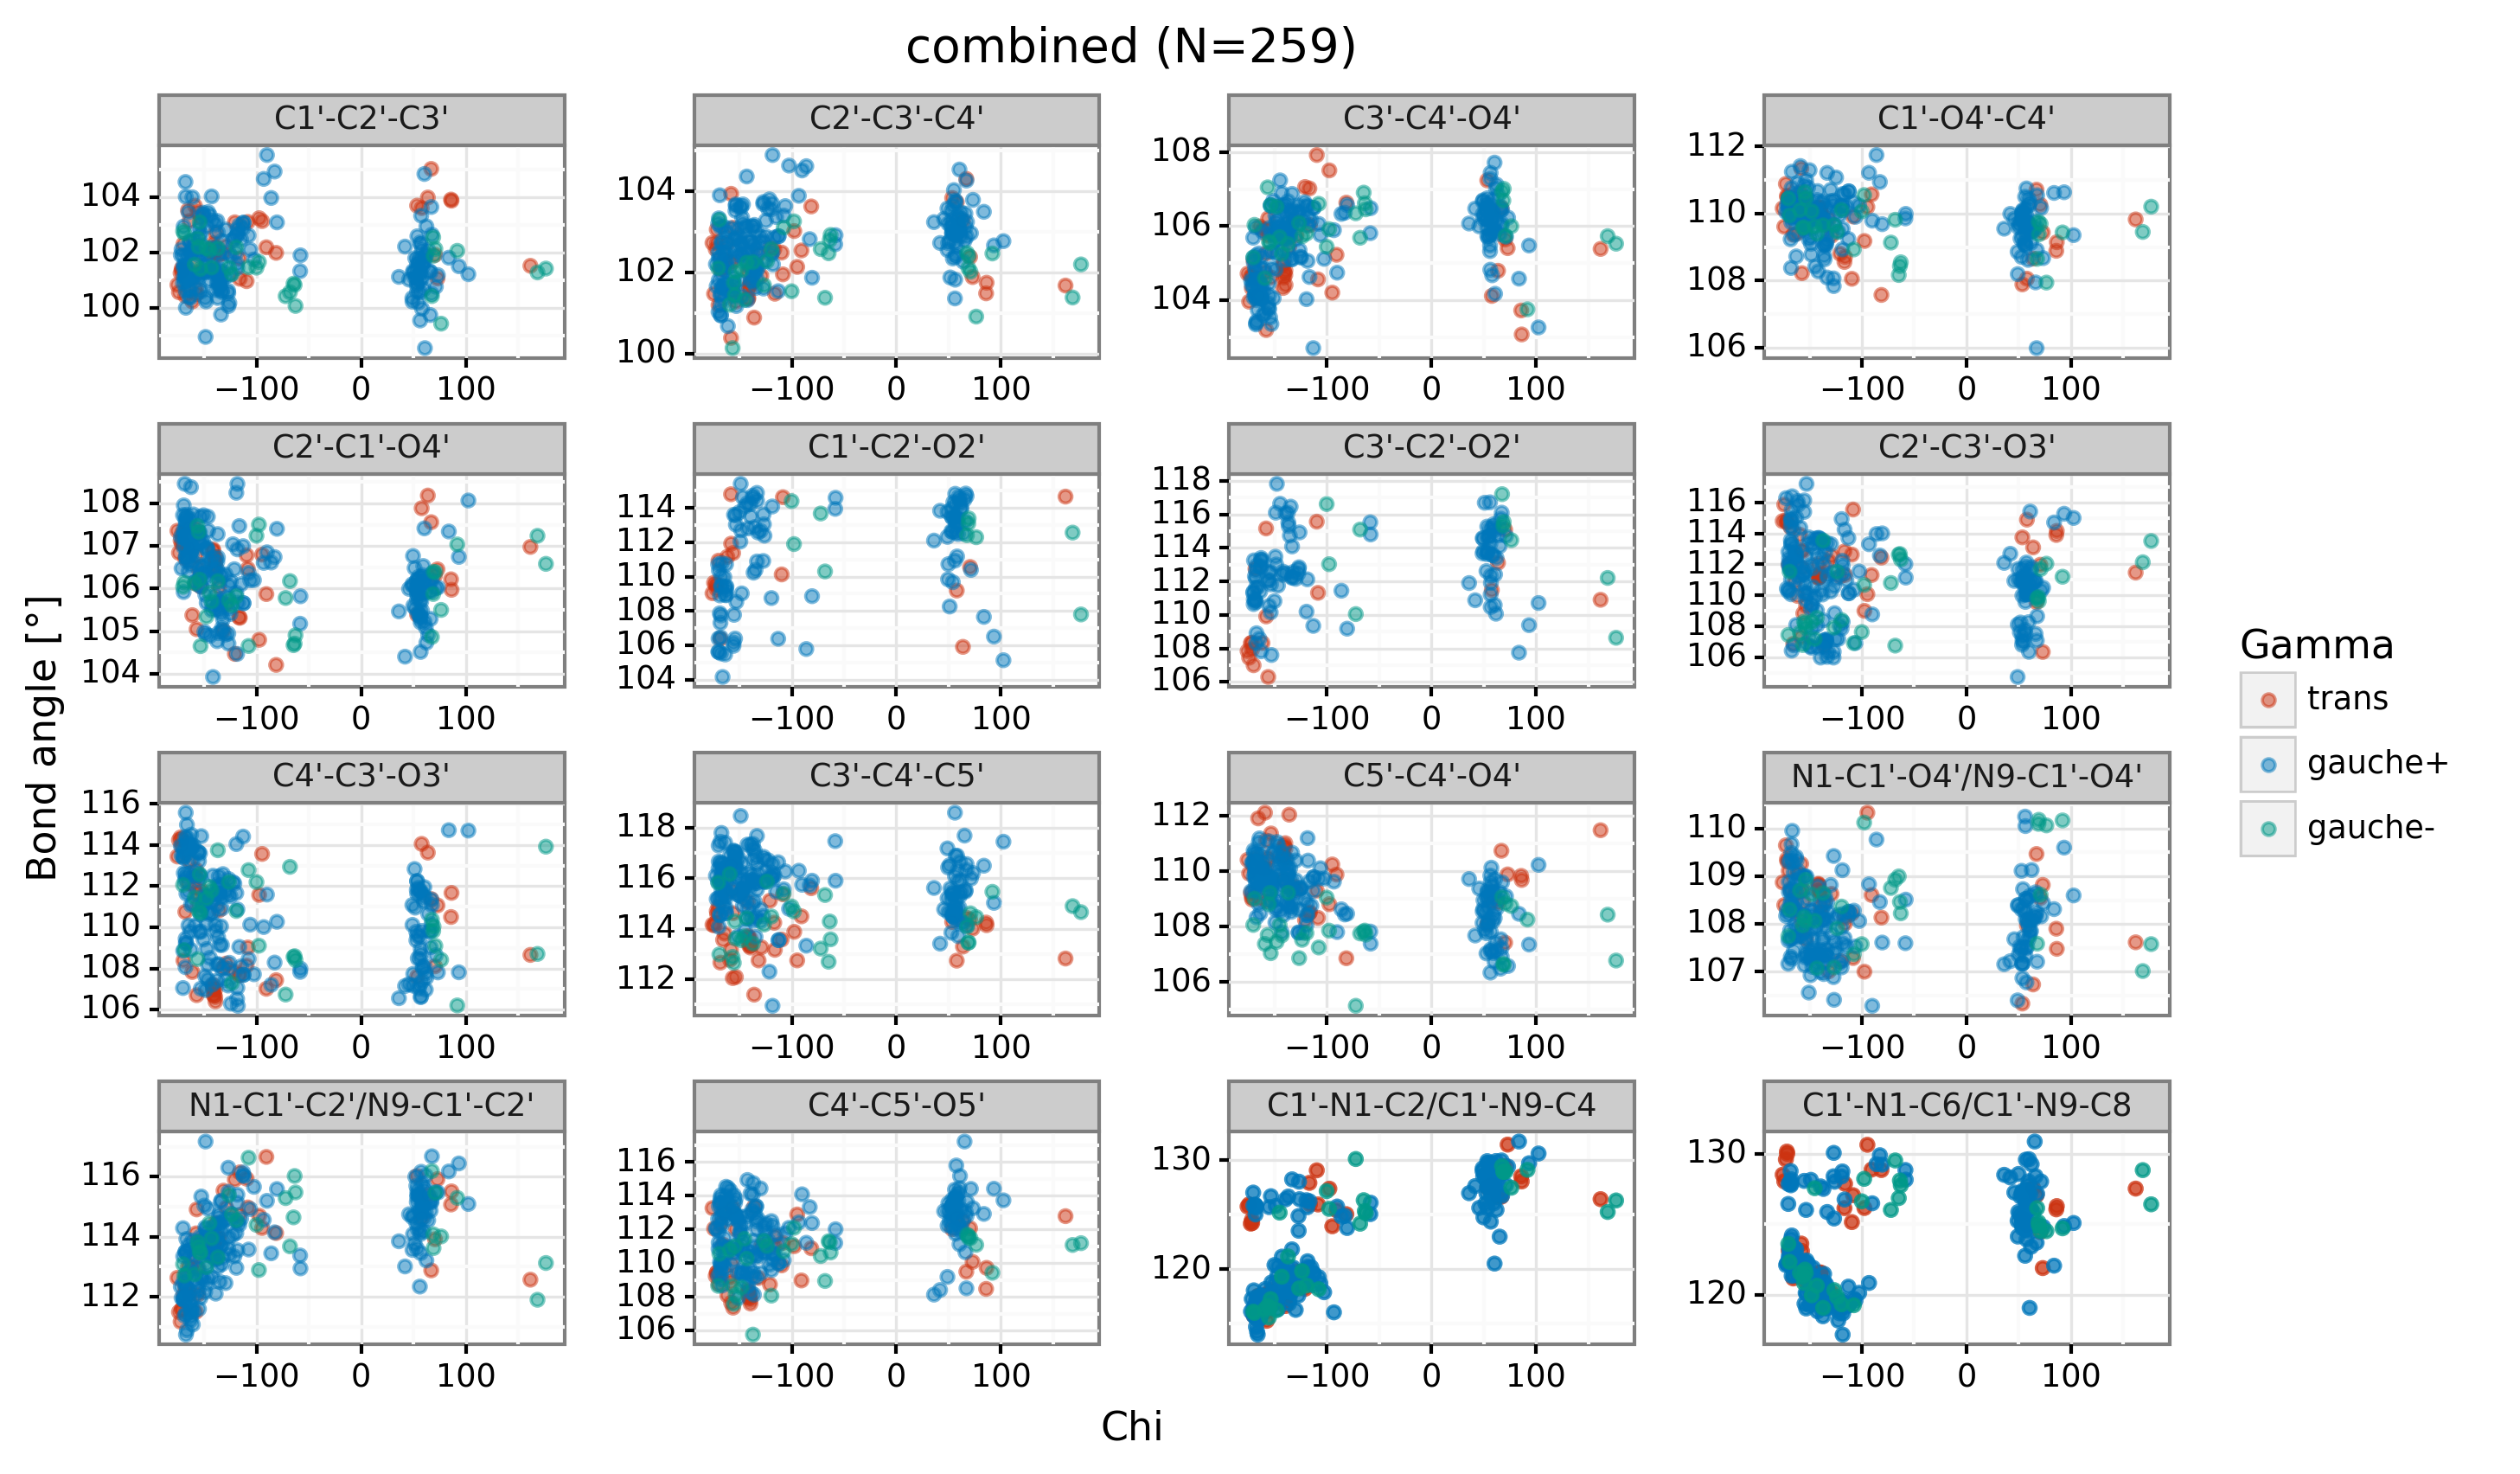 combined (N=259)
C1'-C2'-C3'
C2'-C3'-C4'
C3'-C4'-O4'
C1'-O4'-C4'
104
102
100
−100 0 100
104
102
100
−100 0 100
108
106
104
−100 0 100
112
110
108
106
−100 0 100
C2'-C1'-O4'
C1'-C2'-O2'
C3'-C2'-O2'
C2'-C3'-O3'
108
107
106
105
104
−100 0 100
114
112
110
108
106
104
−100 0 100
118
116
114
112
110
108
106
−100 0 100
116
114
112
110
108
106
−100 0 100
Bond angle [°]
C4'-C3'-O3'
C3'-C4'-C5'
C5'-C4'-O4'
N1-C1'-O4'/N9-C1'-O4'
116
114
112
110
108
106
−100 0 100
118
116
114
112
−100 0 100
112
110
108
106
−100 0 100
110
109
108
107
−100 0 100
N1-C1'-C2'/N9-C1'-C2'
C4'-C5'-O5'
C1'-N1-C2/C1'-N9-C4
C1'-N1-C6/C1'-N9-C8
116
114
112
−100 0 100
116
114
112
110
108
106
−100 0 100
130
120
−100 0 100
130
120
−100 0 100
Chi
Gamma
trans
gauche+
gauche-